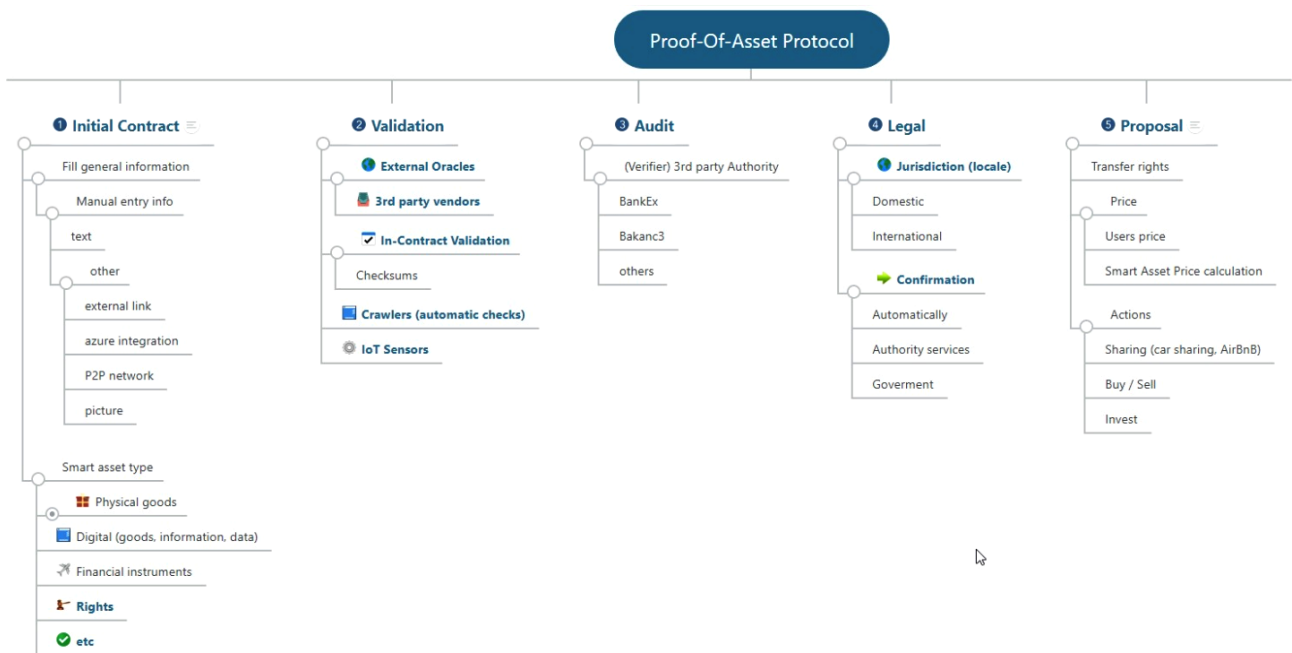 Proof-Of-Asset Protocol
1 Initial Contract
Fill general information
Manual entry info
text
other
external link
azure integration
P2P network
picture
Smart asset type
Physical goods
Digital (goods, information, data)
Financial instruments
Rights
etc
2 Validation
External Oracles
3rd party vendors
In-Contract Validation
Checksums
Crawlers (automatic checks)
IoT Sensors
3 Audit
(Verifier) 3rd party Authority
BankEx
Bakanc3
others
4 Legal
Jurisdiction (locale)
Domestic
International
Confirmation
Automatically
Authority services
Goverment
5 Proposal
Transfer rights
Price
Users price
Smart Asset Price calculation
Actions
Sharing (car sharing, AirBnB)
Buy / Sell
Invest